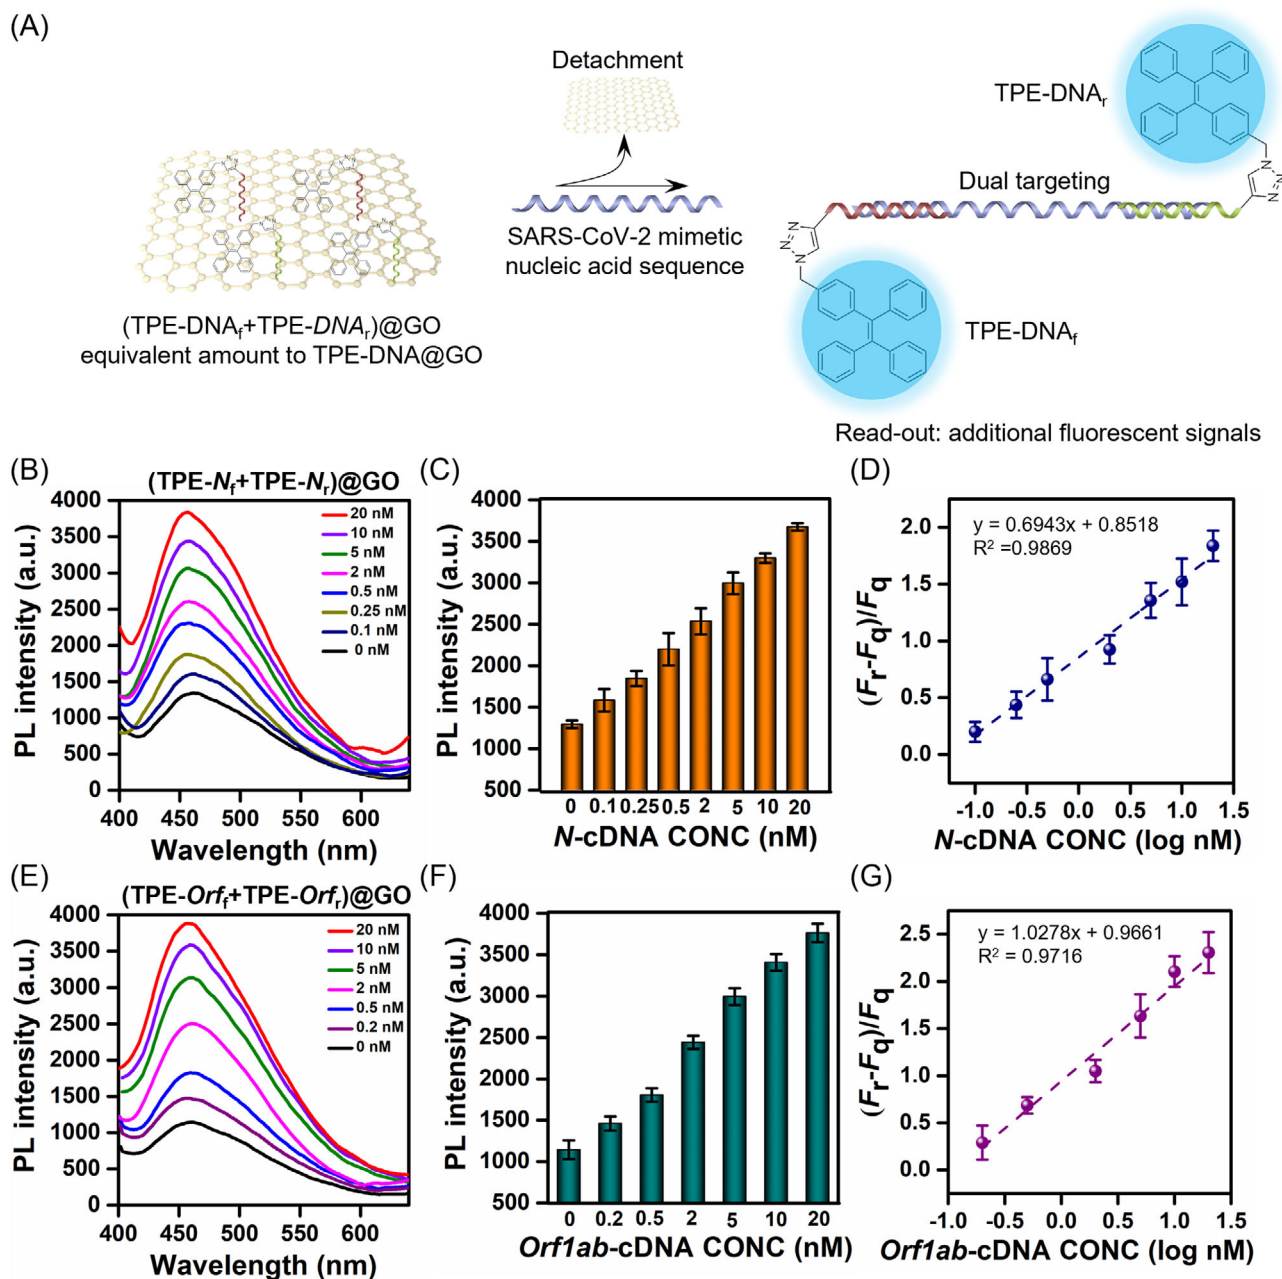 (A)
Detachment
SARS-CoV-2 mimetic
nucleic acid sequence
(TPE-DNAf+TPE-DNAr)@GO
equivalent amount to TPE-DNA@GO
TPE-DNAr
Dual targeting
N
N
N
N
N
N
TPE-DNAf
Read-out: additional fluorescent signals
(B)
(TPE-Nf+TPE-Nr)@GO
PL intensity (a.u.)
4000
3500
3000
2500
2000
1500
1000
500
0
20 nM
10 nM
5 nM
2 nM
0.5 nM
0.25 nM
0.1 nM
0 nM
400 450 500 550 600
Wavelength (nm)
(C)
PL intensity (a.u.)
4000
3500
3000
2500
2000
1500
1000
500
0 0.1 0.25 0.5 2 5 10 20
N-cDNA CONC (nM)
(D)
(Fr-Fq)/Fq
y = 0.6943x + 0.8518
R² =0.9869
2.0
1.5
1.0
0.5
0.0
-1.0 -0.5 0.0 0.5 1.0 1.5
N-cDNA CONC (log nM)
(E)
(TPE-Orff+TPE-Orfr)@GO
PL intensity (a.u.)
4000
3500
3000
2500
2000
1500
1000
500
0
20 nM
10 nM
5 nM
2 nM
0.5 nM
0.2 nM
0 nM
400 450 500 550 600
Wavelength (nm)
(F)
PL intensity (a.u.)
4000
3500
3000
2500
2000
1500
1000
500
0 0.2 0.5 2 5 10 20
Orf1ab-cDNA CONC (nM)
(G)
(Fr-Fq)/Fq
y = 1.0278x + 0.9661
R² = 0.9716
2.5
2.0
1.5
1.0
0.5
0.0
-1.0 -0.5 0.0 0.5 1.0 1.5
Orf1ab-cDNA CONC (log nM)